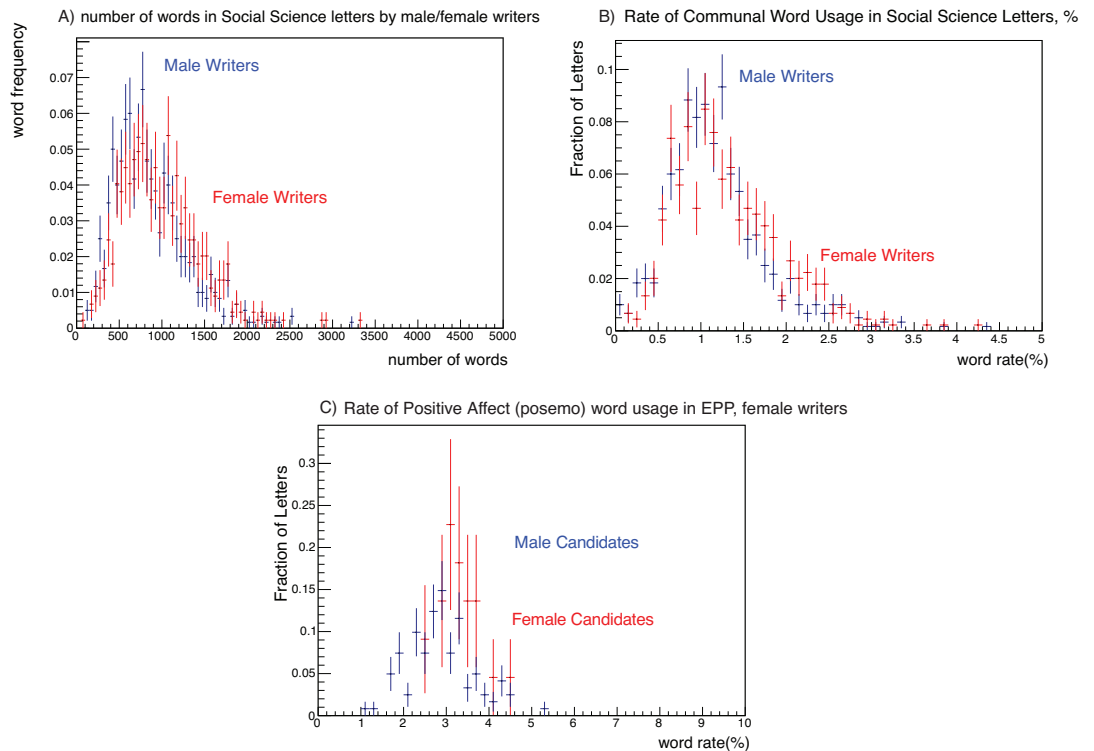 A) number of words in Social Science letters by male/female writers
word frequency
0.07
0.06
0.05
0.04
0.03
0.02
0.01
0
Male Writers
Female Writers
0 500 1000 1500 2000 2500 3000 3500 4000 4500 5000
number of words
B) Rate of Communal Word Usage in Social Science Letters, %
Fraction of Letters
0.1
0.08
0.06
0.04
0.02
0
Male Writers
Female Writers
0 0.5 1 1.5 2 2.5 3 3.5 4 4.5 5
word rate(%)
C) Rate of Positive Affect (posemo) word usage in EPP, female writers
Fraction of Letters
0.3
0.25
0.2
0.15
0.1
0.05
0
Male Candidates
Female Candidates
0 1 2 3 4 5 6 7 8 9 10
word rate(%)